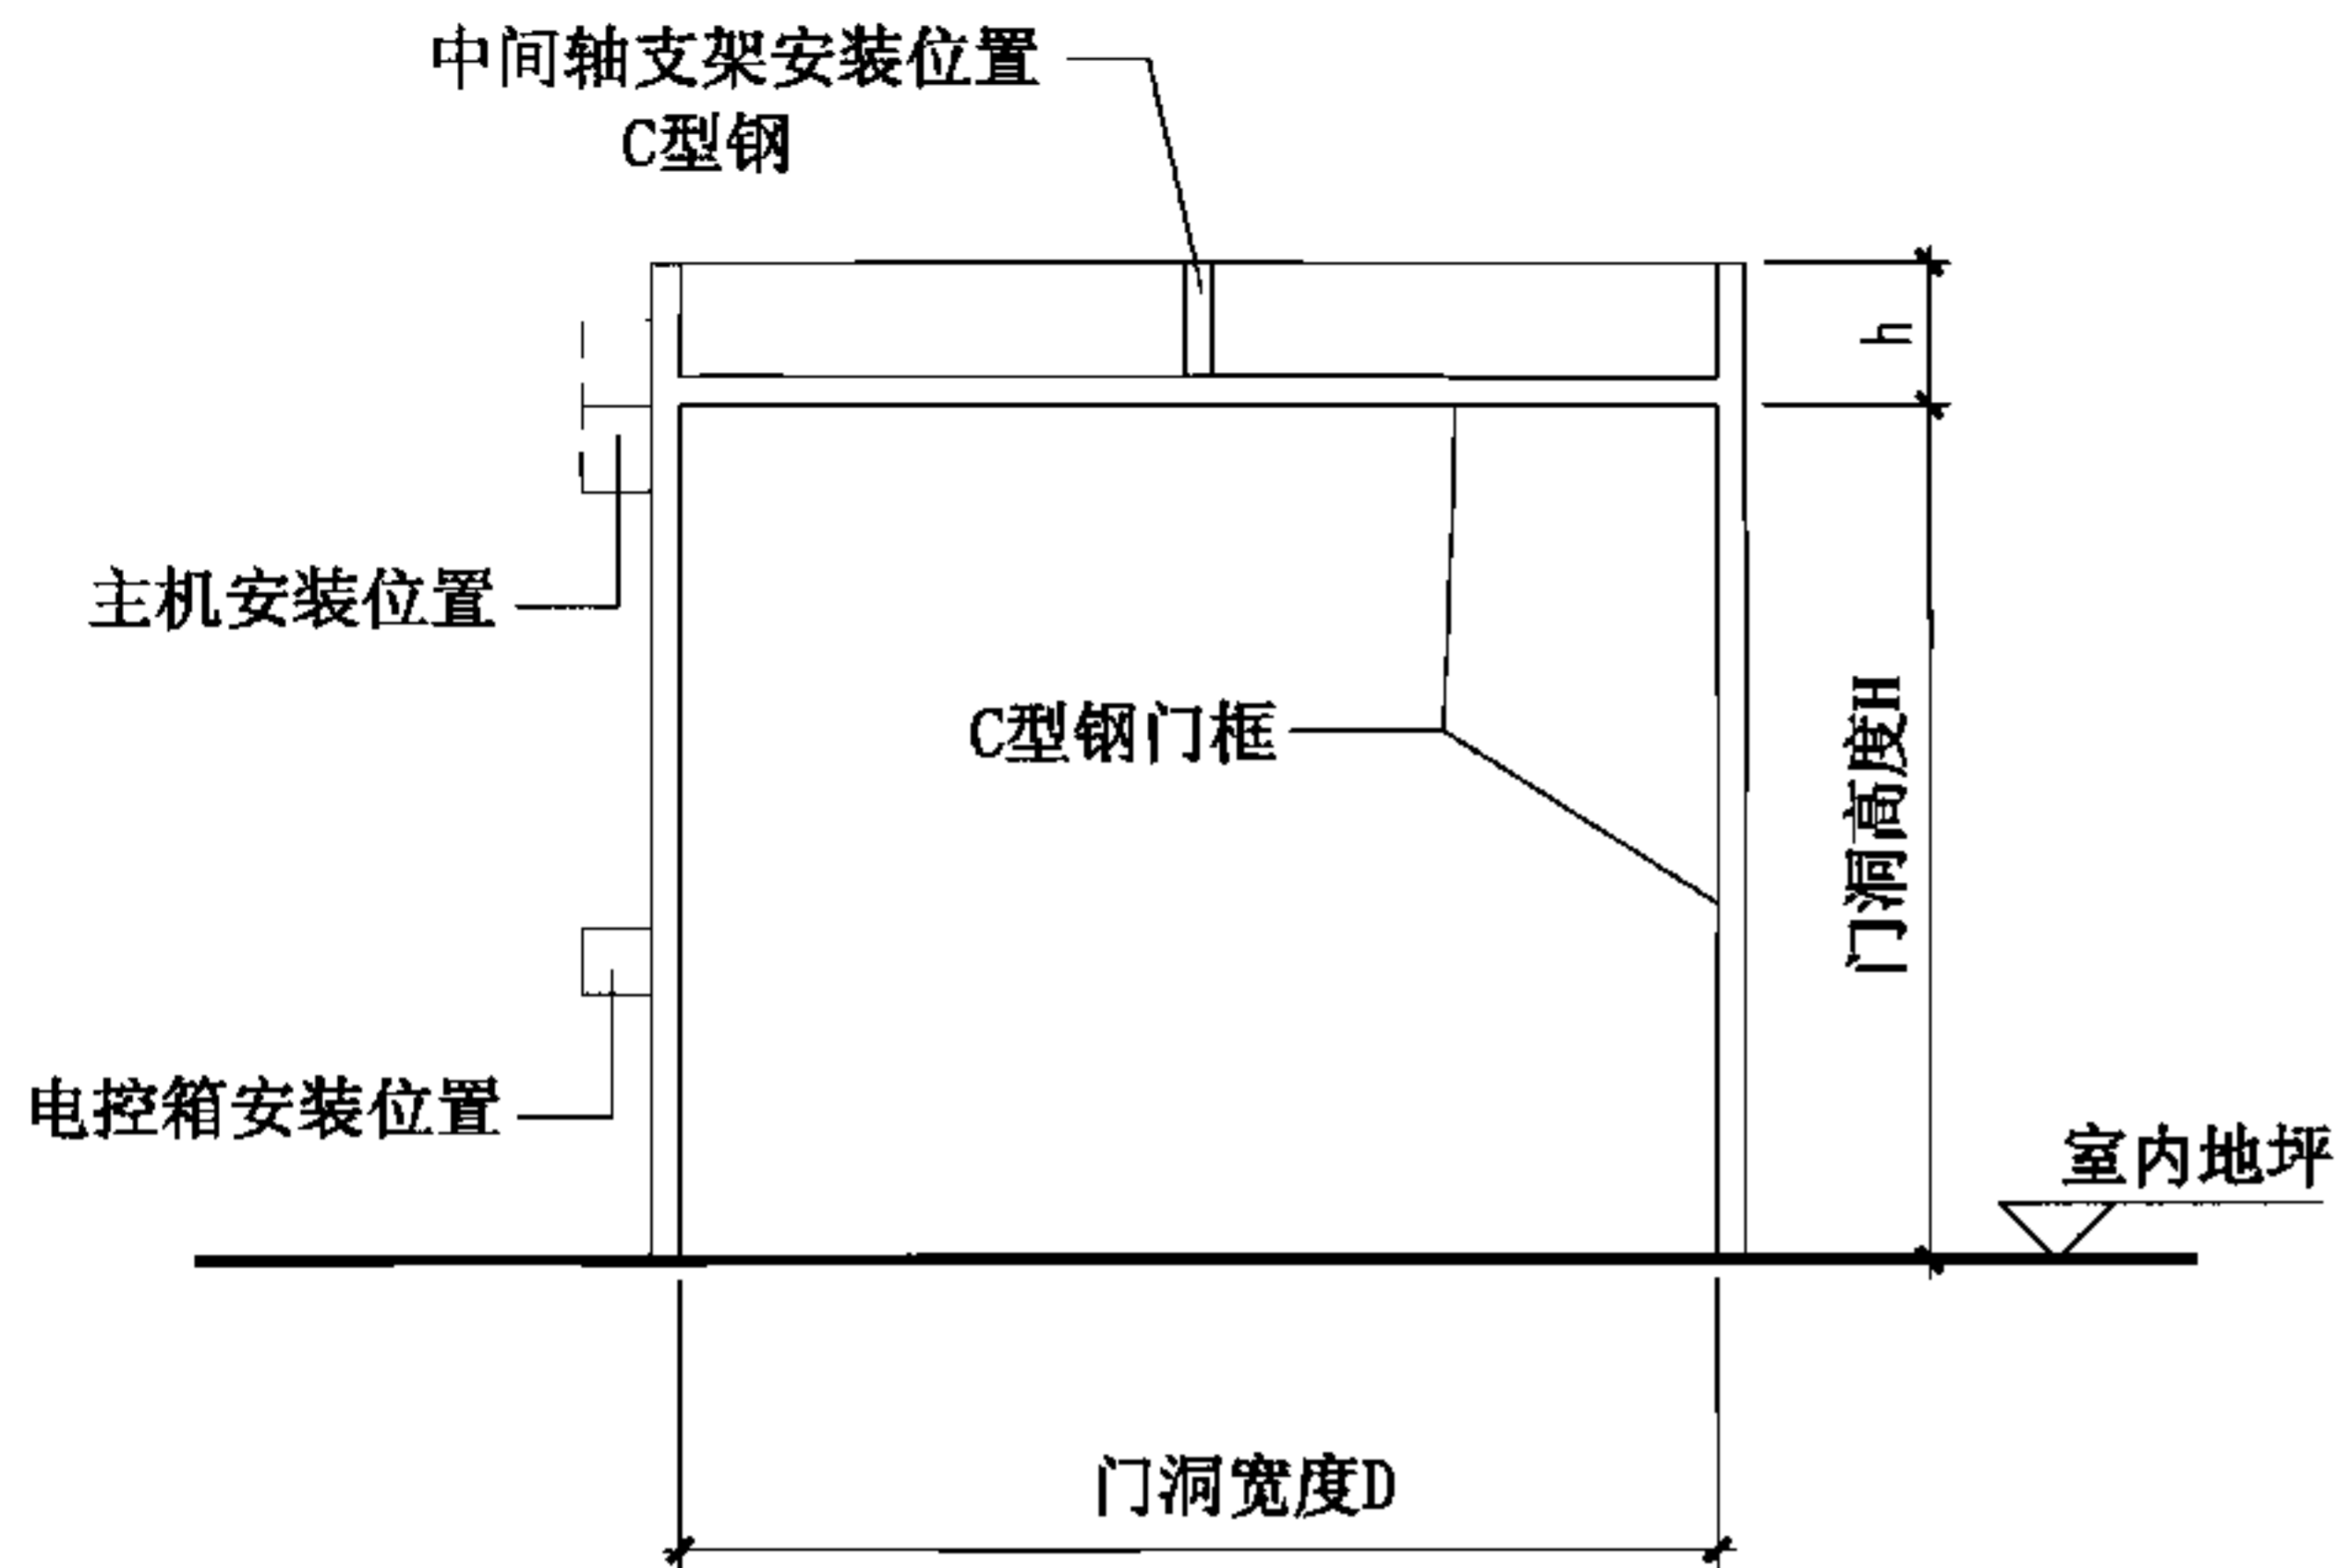 中间轴支架安装位置
C型钢
h
主机安装位置
C型钢门框
门洞高度H
电控箱安装位置
室内地坪
门洞宽度D